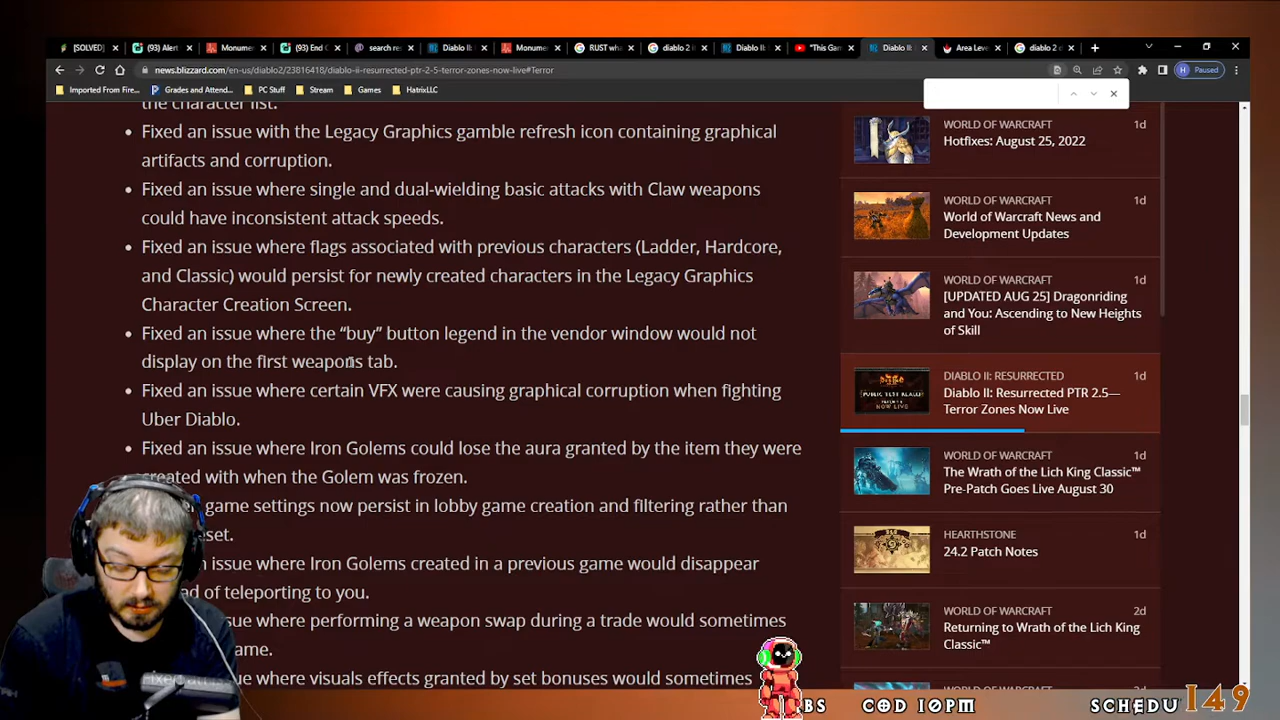 [SOLVED]
(93) Alert
Monume
(93) End C
search re
Diablo II:
Monume
RUST wha
diablo 2 i
Diablo II:
"This Gam
Diablo II:
Area Leve
diablo 2 d
news.blizzard.com/en-us/diablo2/23816418/diablo-ii-resurrected-ptr-2-5-terror-zones-now-live#Terror
Paused
Imported From Fire...
Grades and Attend...
PC Stuff
Stream
Games
HatrixLLC
the character list.
Fixed an issue with the Legacy Graphics gamble refresh icon containing graphical
artifacts and corruption.
Fixed an issue where single and dual-wielding basic attacks with Claw weapons
could have inconsistent attack speeds.
Fixed an issue where flags associated with previous characters (Ladder, Hardcore,
and Classic) would persist for newly created characters in the Legacy Graphics
Character Creation Screen.
Fixed an issue where the “buy” button legend in the vendor window would not
display on the first weapons tab.
Fixed an issue where certain VFX were causing graphical corruption when fighting
Uber Diablo.
Fixed an issue where Iron Golems could lose the aura granted by the item they were
created with when the Golem was frozen.
game settings now persist in lobby game creation and filtering rather than
eset.
issue where Iron Golems created in a previous game would disappear
d of teleporting to you.
ue where performing a weapon swap during a trade would sometimes
ame.
issue where visuals effects granted by set bonuses would sometimes
WORLD OF WARCRAFT 1d
Hotfixes: August 25, 2022
WORLD OF WARCRAFT 1d
World of Warcraft News and
Development Updates
WORLD OF WARCRAFT 1d
[UPDATED AUG 25] Dragonriding
and You: Ascending to New Heights
of Skill
PUBLIC TEST REALM
NOW LIVE
DIABLO II: RESURRECTED 1d
Diablo II: Resurrected PTR 2.5—
Terror Zones Now Live
WORLD OF WARCRAFT 1d
The Wrath of the Lich King Classic™
Pre-Patch Goes Live August 30
HEARTHSTONE 1d
24.2 Patch Notes
WORLD OF WARCRAFT 2d
Returning to Wrath of the Lich King
Classic™
BS COD 10PM SCHEDU 149